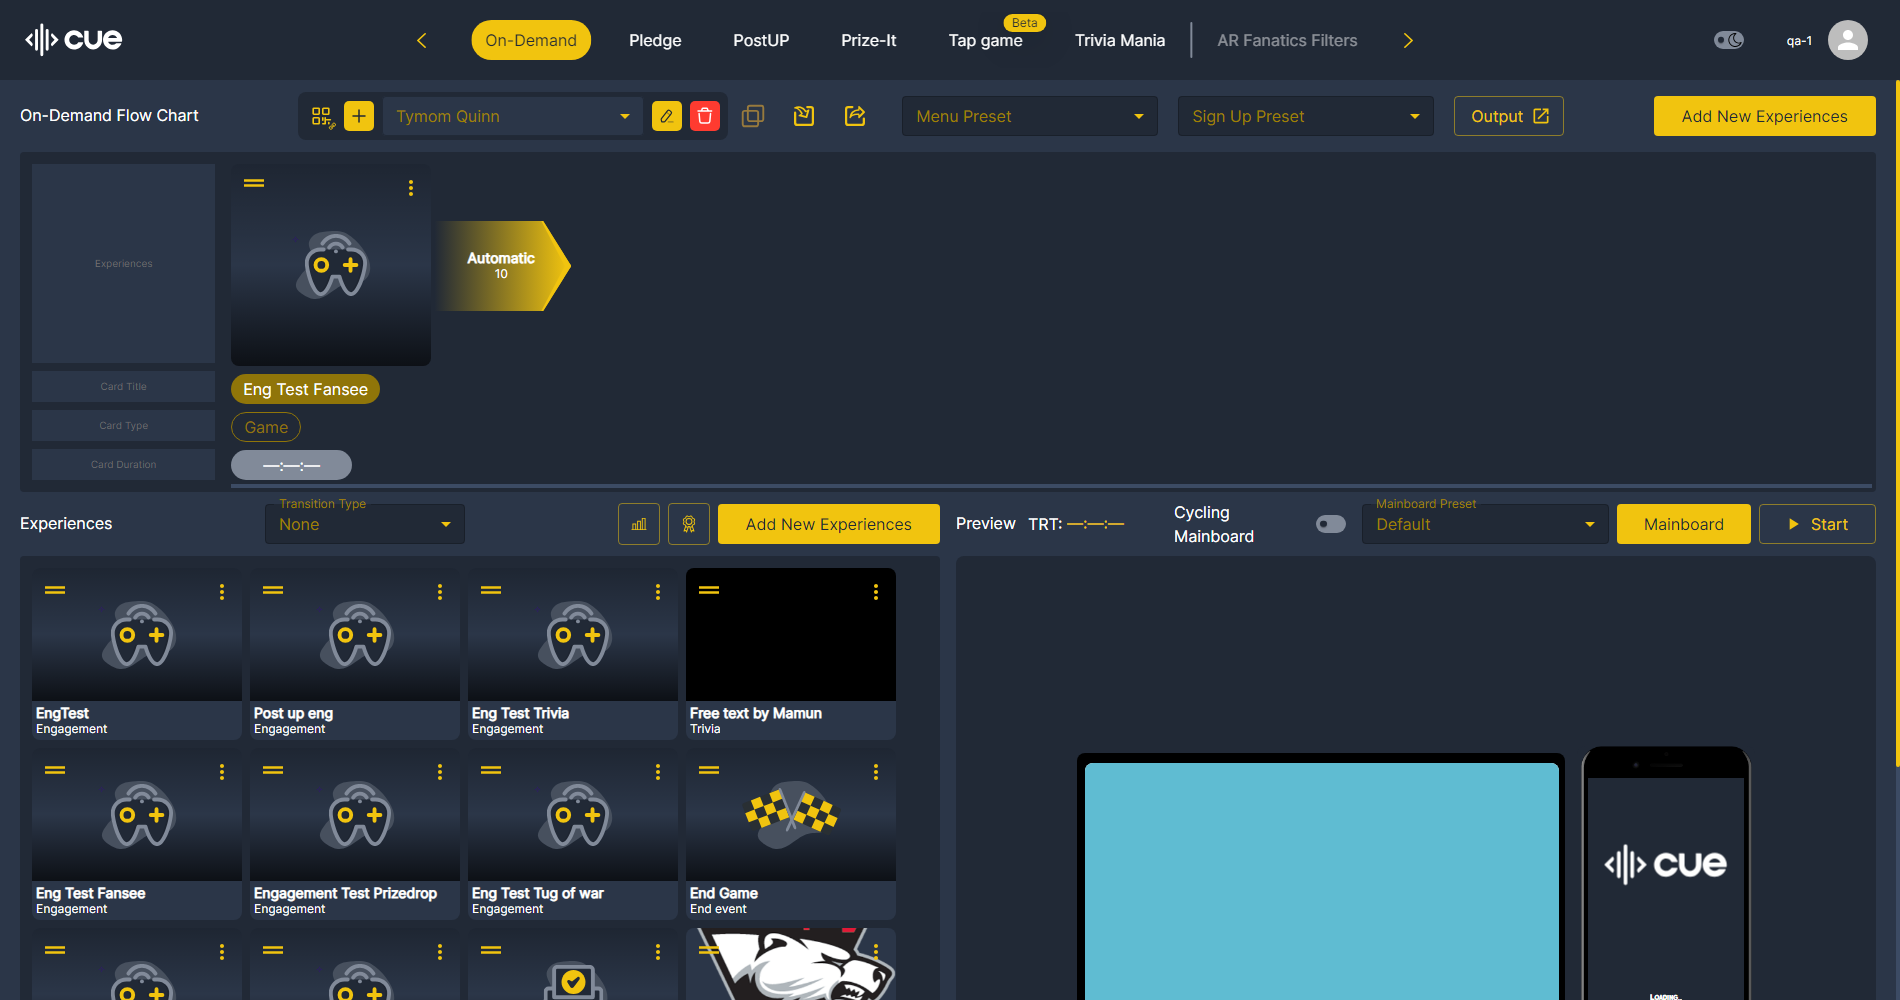 cue
On-Demand
Pledge
PostUP
Prize-It
Tap game
Beta
Trivia Mania
AR Fanatics Filters
qa-1
On-Demand Flow Chart
Tymom Quinn
Menu Preset
Sign Up Preset
Output
Add New Experiences
Experiences
Automatic
10
Card Title
Eng Test Fansee
Card Type
Game
Card Duration
—:—:—
Experiences
Transition Type
None
Add New Experiences
Preview
TRT: —:—:—
Cycling
Mainboard
Mainboard Preset
Default
Mainboard
Start
EngTest
Engagement
Post up eng
Engagement
Eng Test Trivia
Engagement
Free text by Mamun
Trivia
Eng Test Fansee
Engagement
Engagement Test Prizedrop
Engagement
Eng Test Tug of war
Engagement
End Game
End event
cue
LOADING...